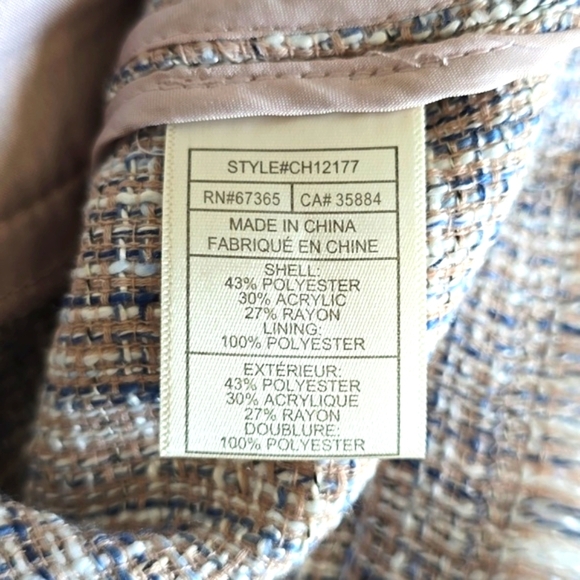 STYLE#CH12177
RN#67365 CA# 35884
MADE IN CHINA
FABRIQUÉ EN CHINE
SHELL:
43% POLYESTER
30% ACRYLIC
27% RAYON
LINING:
100% POLYESTER
EXTÉRIEUR:
43% POLYESTER
30% ACRYLIQUE
27% RAYON
DOUBLURE:
100% POLYESTER